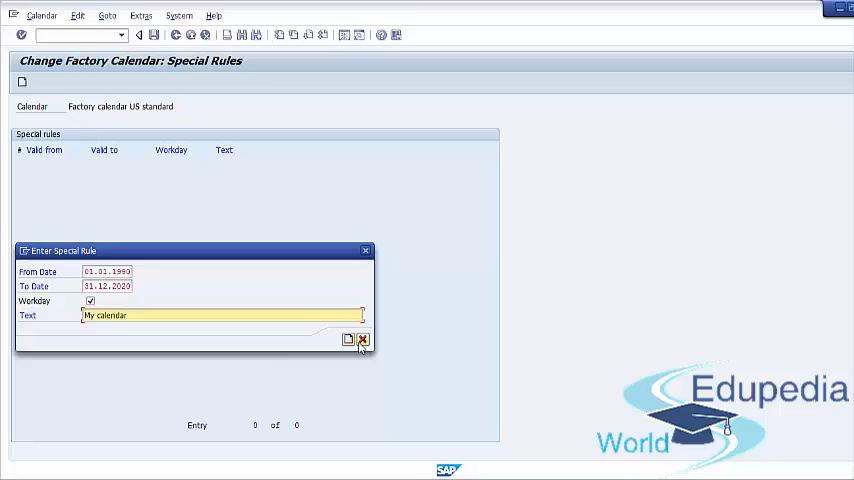 Calendar Edit Goto Extras System Help
Change Factory Calendar: Special Rules
Calendar Factory calendar US standard
Special rules
# Valid from Valid to Workday Text
Enter Special Rule
From Date 01.01.1990
To Date 31.12.2020
Workday
Text My calendar
Entry 0 of 0
Edupedia
World
SAP